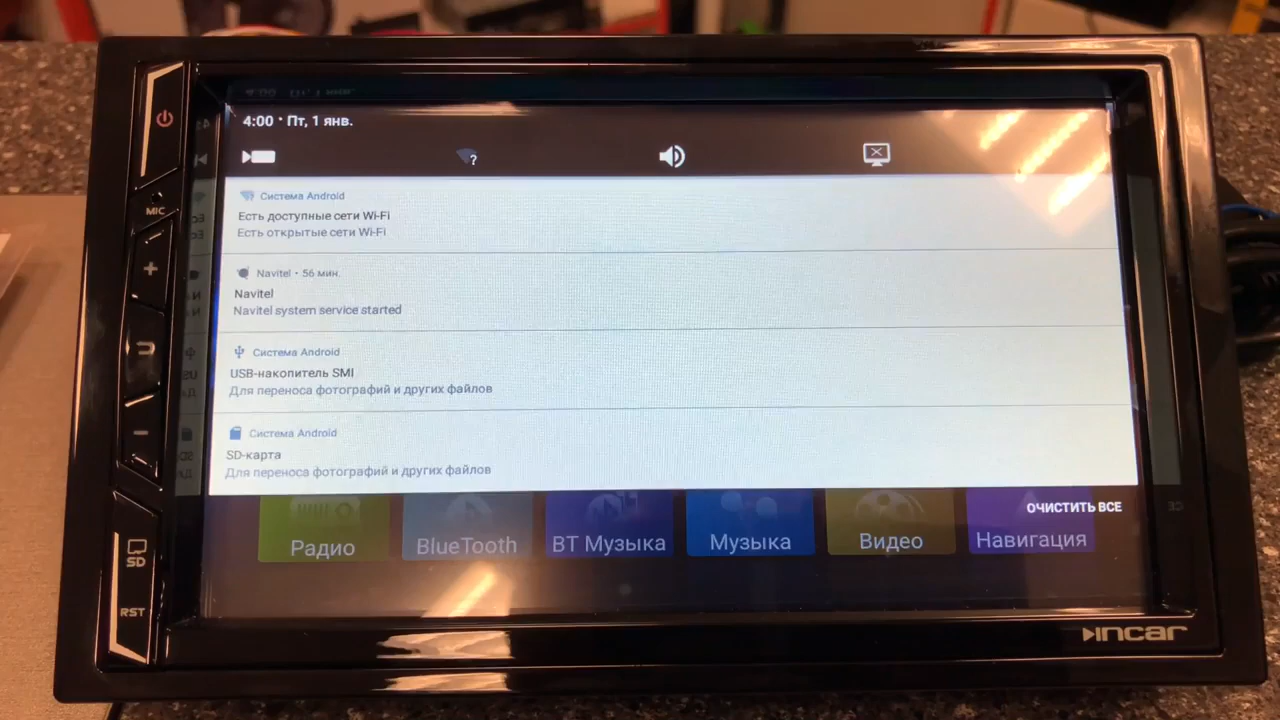 4:00 • Пт, 1 янв.
?
Система Android
Есть доступные сети Wi-Fi
Есть открытые сети Wi-Fi
Navitel • 56 мин.
Navitel
Navitel system service started
Система Android
USB-накопитель SMI
Для переноса фотографий и других файлов
Система Android
SD-карта
Для переноса фотографий и других файлов
ОЧИСТИТЬ ВСЕ
Радио
BlueTooth
BT Музыка
Музыка
Видео
Навигация
MIC
+
−
SD
RST
incar